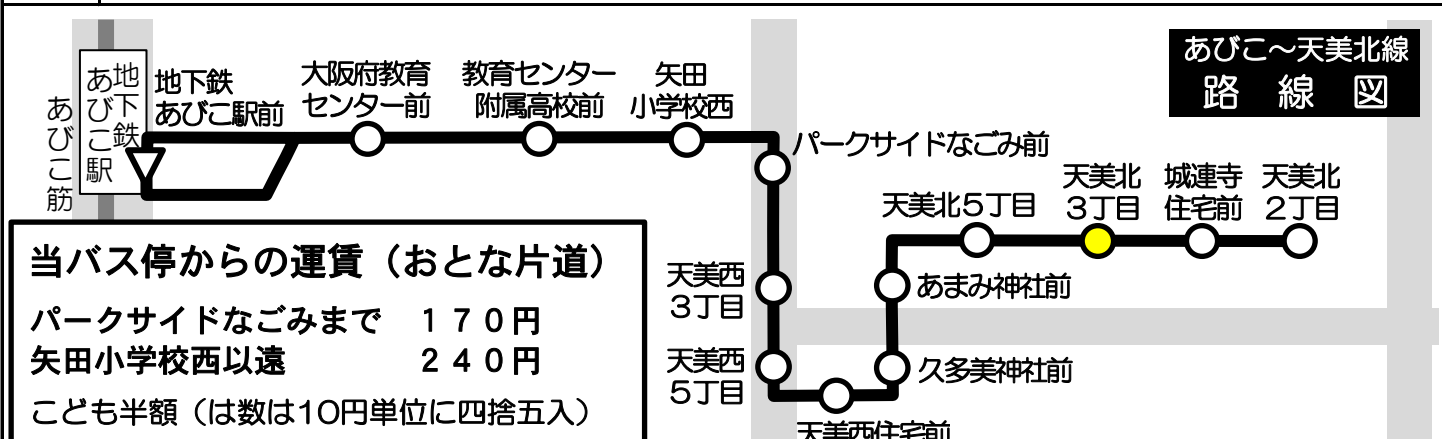 あびこ～天美北線
路線図
あびこ筋
地下鉄
あびこ駅
地下鉄
あびこ駅前
大阪府教育
センター前
教育センター
附属高校前
矢田
小学校西
パークサイドなごみ前
天美西
3丁目
天美西
5丁目
天美西住宅前
久多美神社前
あまみ神社前
天美北5丁目
天美北
3丁目
城連寺
住宅前
天美北
2丁目
当バス停からの運賃（おとな片道）
パークサイドなごみまで　１７０円
矢田小学校西以遠　２４０円
こども半額（は数は10円単位に四捨五入）